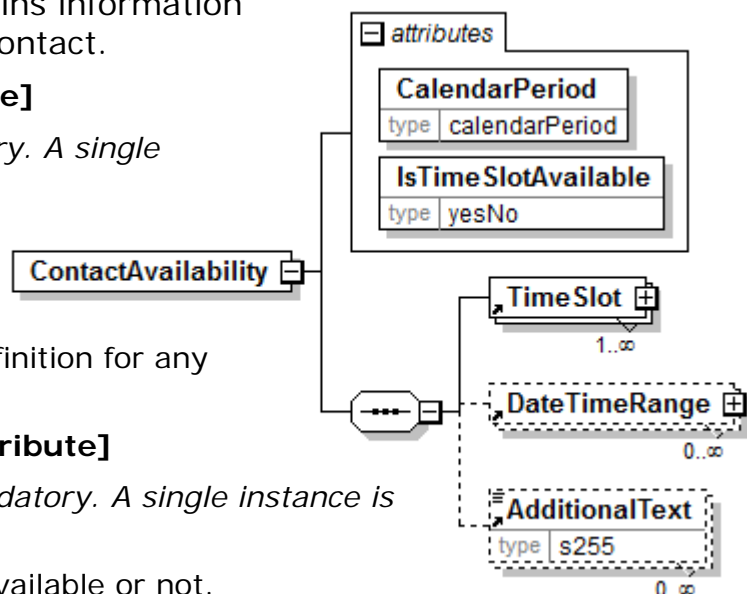 ins information
ontact.
e]
ry. A single
finition for any
ribute]
datory. A single instance is
vailable or not.
attributes
CalendarPeriod
type calendarPeriod
IsTimeSlotAvailable
type yesNo
ContactAvailability
TimeSlot
1..∞
DateTimeRange
0..∞
AdditionalText
type s255
0..∞